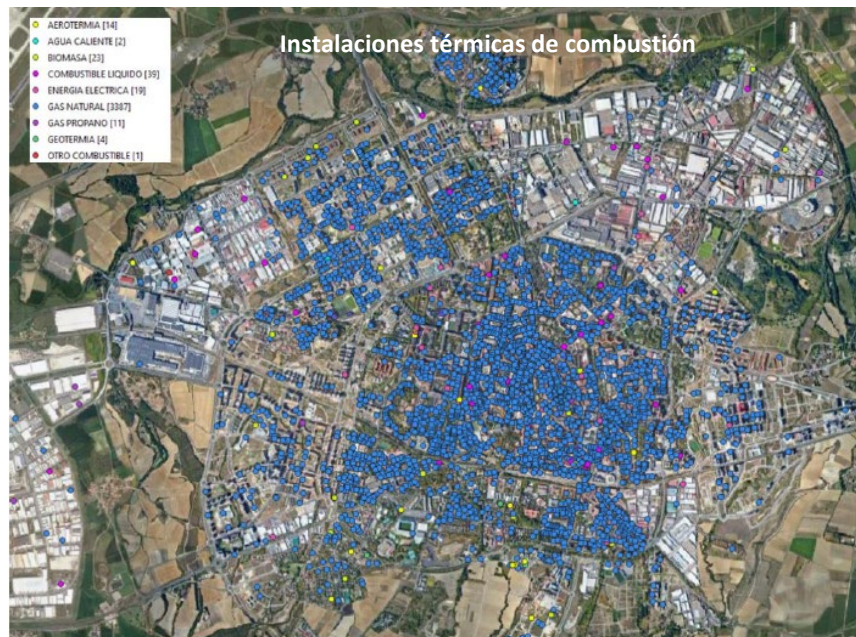 Instalaciones térmicas de combustión
AEROTERMIA [14]
AGUA CALIENTE [2]
BIOMASA [23]
COMBUSTIBLE LIQUIDO [39]
ENERGIA ELECTRICA [19]
GAS NATURAL [3387]
GAS PROPANO [11]
GEOTERMIA [4]
OTRO COMBUSTIBLE [1]